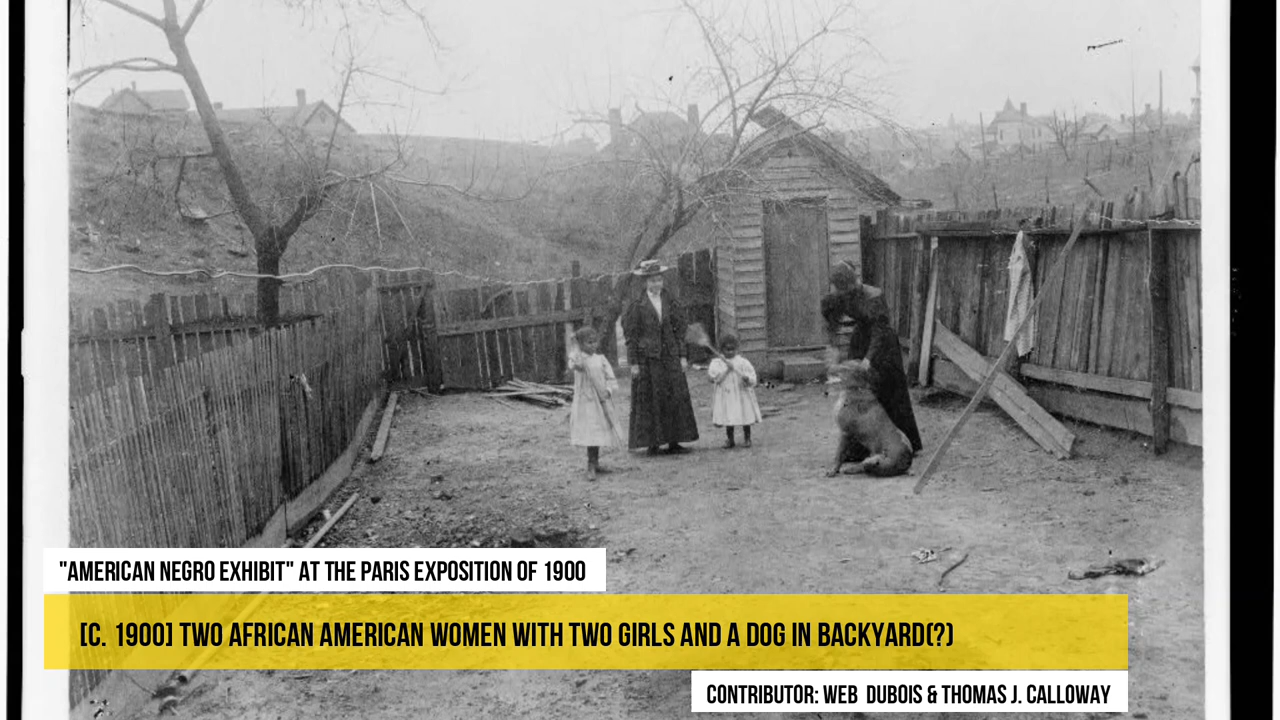 "AMERICAN NEGRO EXHIBIT" AT THE PARIS EXPOSITION OF 1900
[C. 1900] TWO AFRICAN AMERICAN WOMEN WITH TWO GIRLS AND A DOG IN BACKYARD(?)
CONTRIBUTOR: WEB DUBOIS & THOMAS J. CALLOWAY